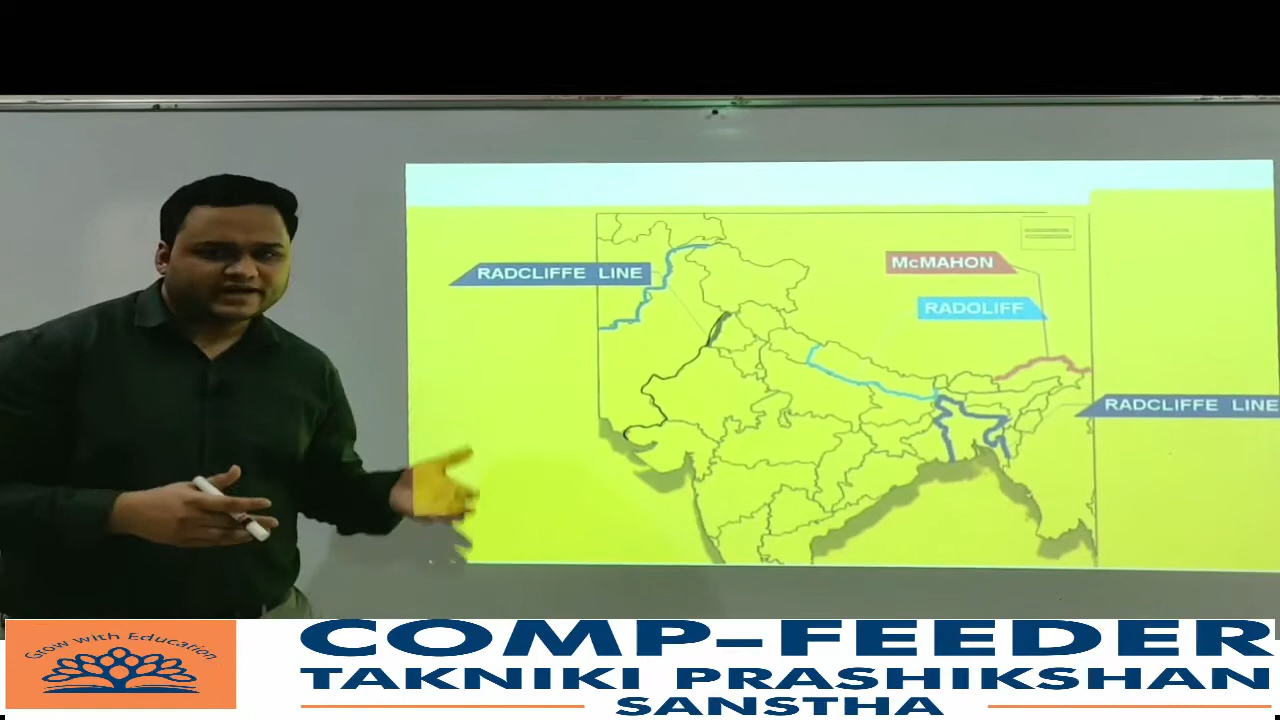 RADCLIFFE LINE
McMAHON
RADOLIFF
RADCLIFFE LINE
Grow with Education
COMP-FEEDER
TAKNIKI PRASHIKSHAN
SANSTHA